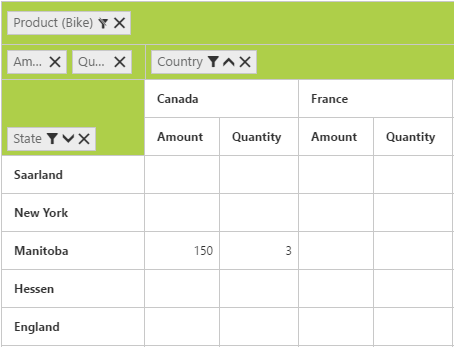 Product (Bike)
Am... Qu... Country
Canada France
State Amount Quantity Amount Quantity
Saarland
New York
Manitoba 150 3
Hessen
England